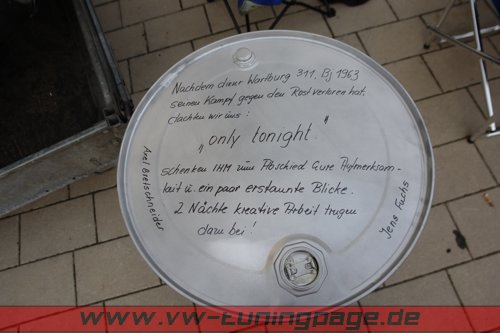 Nachdem dieser Wartburg 311, Bj 1963
seinen Kampf gegen den Rost verloren hat,
dachten wir uns:
„only tonight"
schenken IHM zum Abschied Eure Aufmerksam-
keit u. ein paar erstaunte Blicke.
2 Nächte kreative Arbeit trugen
dazu bei!
Axel Bretschneider
Jens Fuchs
www.vw-tuningpage.de